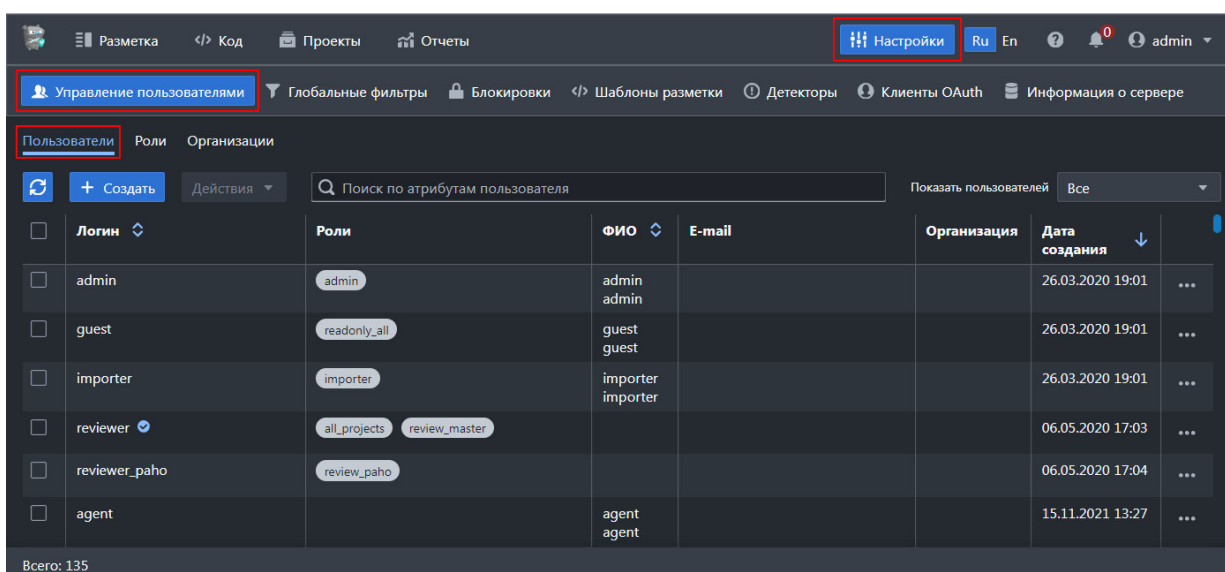 Разметка </> Код Проекты Отчеты Настройки Ru En ? 0 admin
Управление пользователями Глобальные фильтры Блокировки </> Шаблоны разметки Детекторы Клиенты OAuth Информация о сервере
Пользователи Роли Организации
+ Создать Действия Поиск по атрибутам пользователя Показать пользователей Все
Логин Роли ФИО E-mail Организация Дата
создания
admin admin admin 26.03.2020 19:01 •••
admin
guest readonly_all guest 26.03.2020 19:01 •••
guest
importer importer importer 26.03.2020 19:01 •••
importer
reviewer all_projects review_master 06.05.2020 17:03 •••
reviewer_paho review_paho 06.05.2020 17:04 •••
agent agent 15.11.2021 13:27 •••
agent
Всего: 135